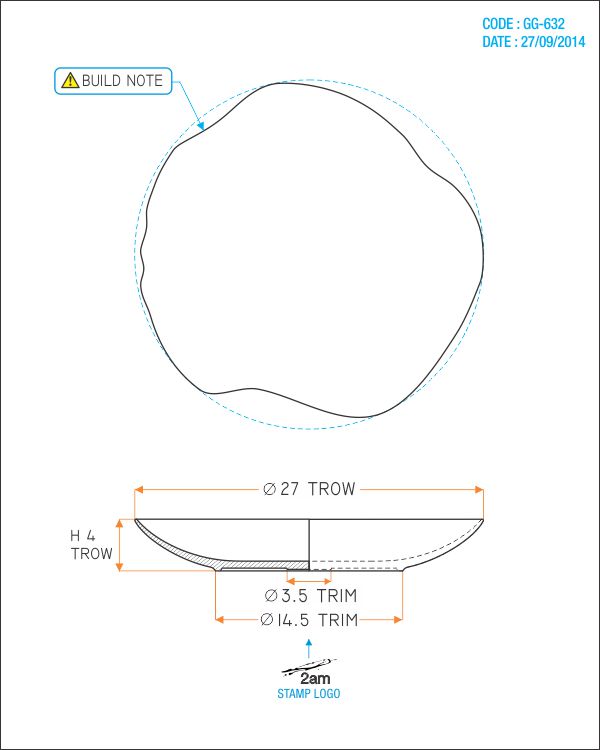 CODE : GG-632
DATE : 27/09/2014
BUILD NOTE
Ø 27 TROW
H 4
TROW
Ø 3.5 TRIM
Ø 14.5 TRIM
2am
STAMP LOGO